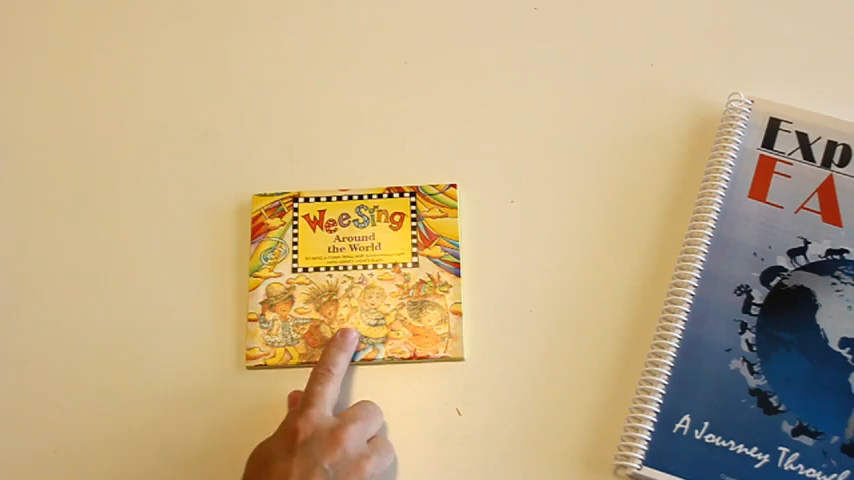 Wee Sing
Around
the World
Exp
EA
A Journey Throu